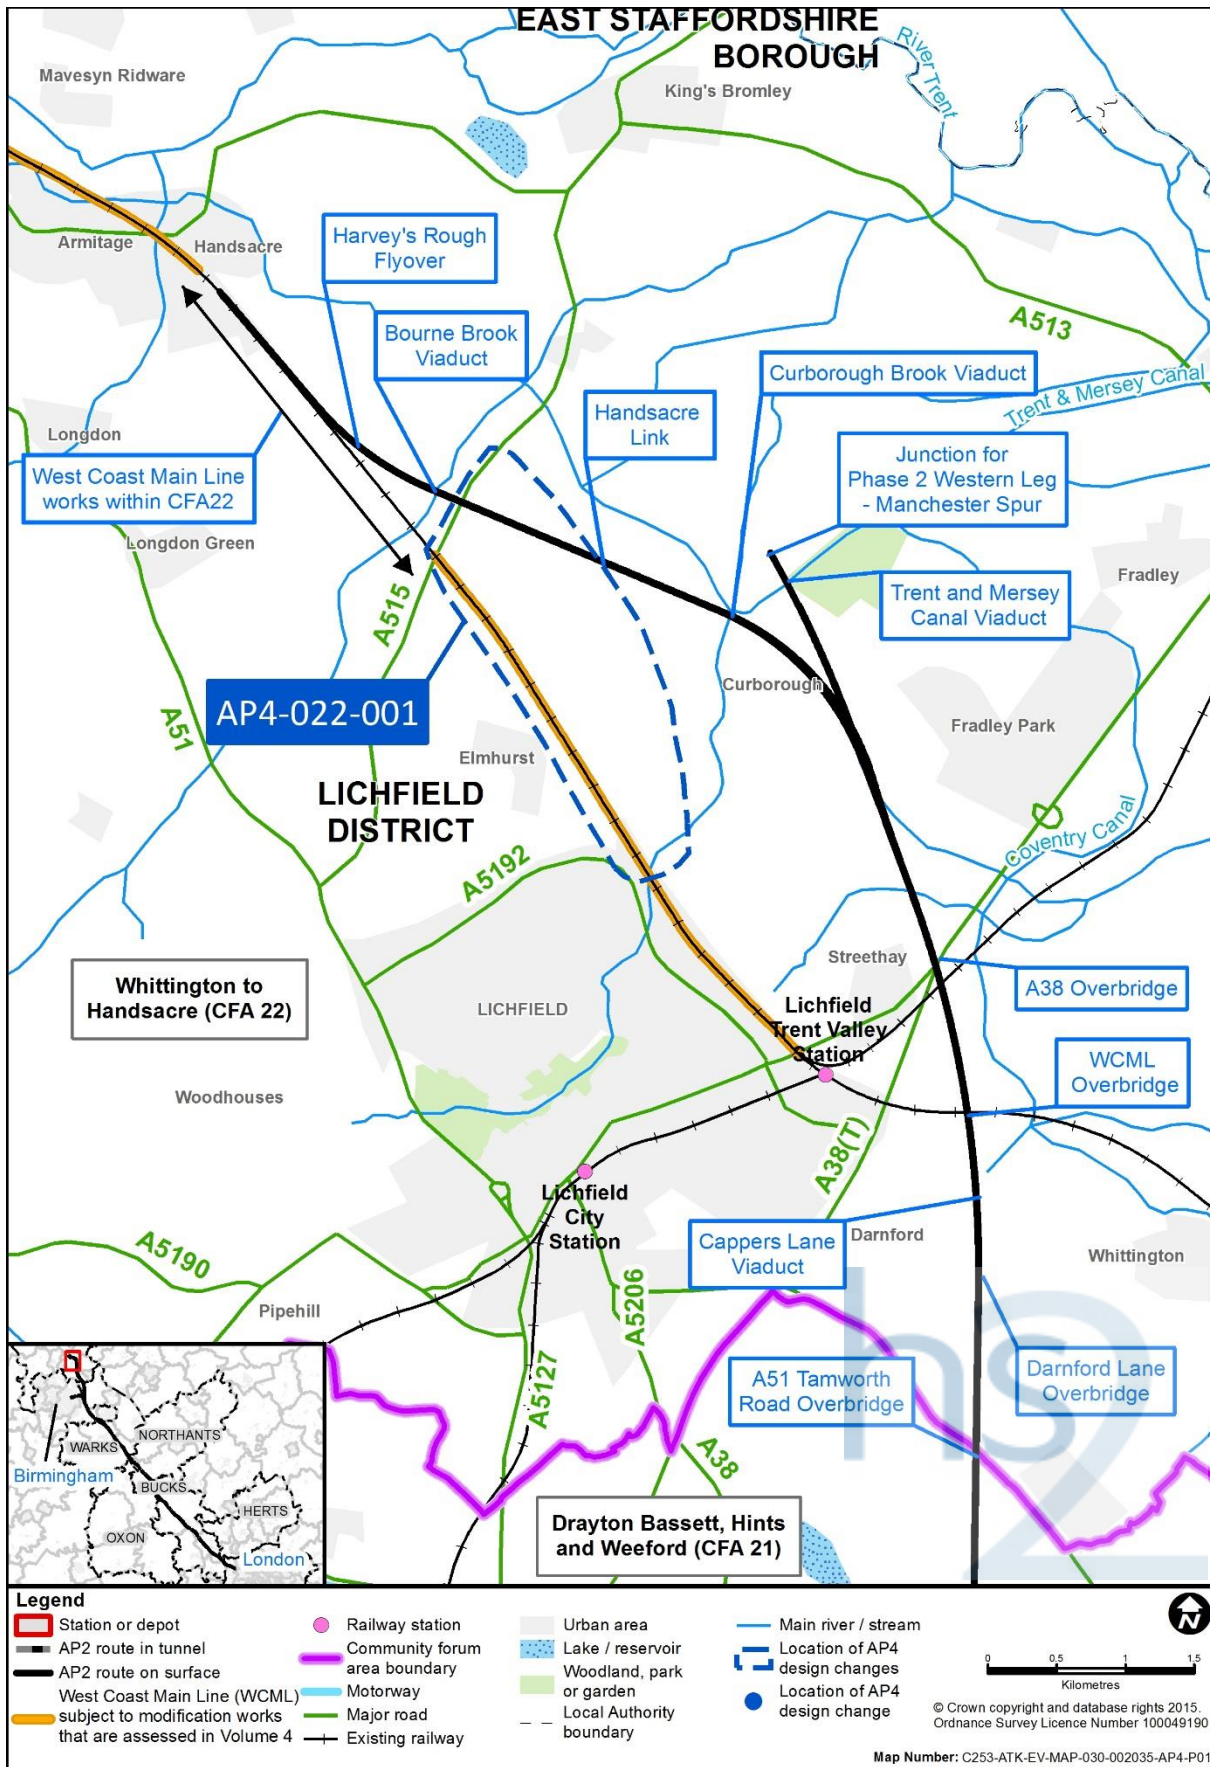 EAST STAFFORDSHIRE
BOROUGH
Mavesyn Ridware
King's Bromley
River Trent
Armitage
Handsacre
Harvey's Rough
Flyover
Bourne Brook
Viaduct
A513
Curborough Brook Viaduct
Trent & Mersey Canal
Handsacre
Link
Longdon
Junction for
Phase 2 Western Leg
- Manchester Spur
West Coast Main Line
works within CFA22
Longdon Green
Fradley
Trent and Mersey
Canal Viaduct
A515
AP4-022-001
A51
Curborough
Fradley Park
Elmhurst
LICHFIELD
DISTRICT
Coventry Canal
A5192
Streethay
Whittington to
Handsacre (CFA 22)
A38 Overbridge
LICHFIELD
Lichfield
Trent Valley
Station
WCML
Overbridge
Woodhouses
A38(T)
Lichfield
City
Station
Cappers Lane
Viaduct
Darnford
Whittington
A5190
A5206
Pipehill
A5127
A51 Tamworth
Road Overbridge
Darnford Lane
Overbridge
hs2
A38
Drayton Bassett, Hints
and Weeford (CFA 21)
NORTHANTS
WARKS
Birmingham
BUCKS
HERTS
OXON
London
Legend
Station or depot
AP2 route in tunnel
AP2 route on surface
West Coast Main Line (WCML)
subject to modification works
that are assessed in Volume 4
Railway station
Community forum
area boundary
Motorway
Major road
Existing railway
Urban area
Lake / reservoir
Woodland, park
or garden
Local Authority
boundary
Main river / stream
Location of AP4
design changes
Location of AP4
design change
N
0 0.5 1 1.5
Kilometres
© Crown copyright and database rights 2015.
Ordnance Survey Licence Number 100049190
Map Number: C253-ATK-EV-MAP-030-002035-AP4-P01